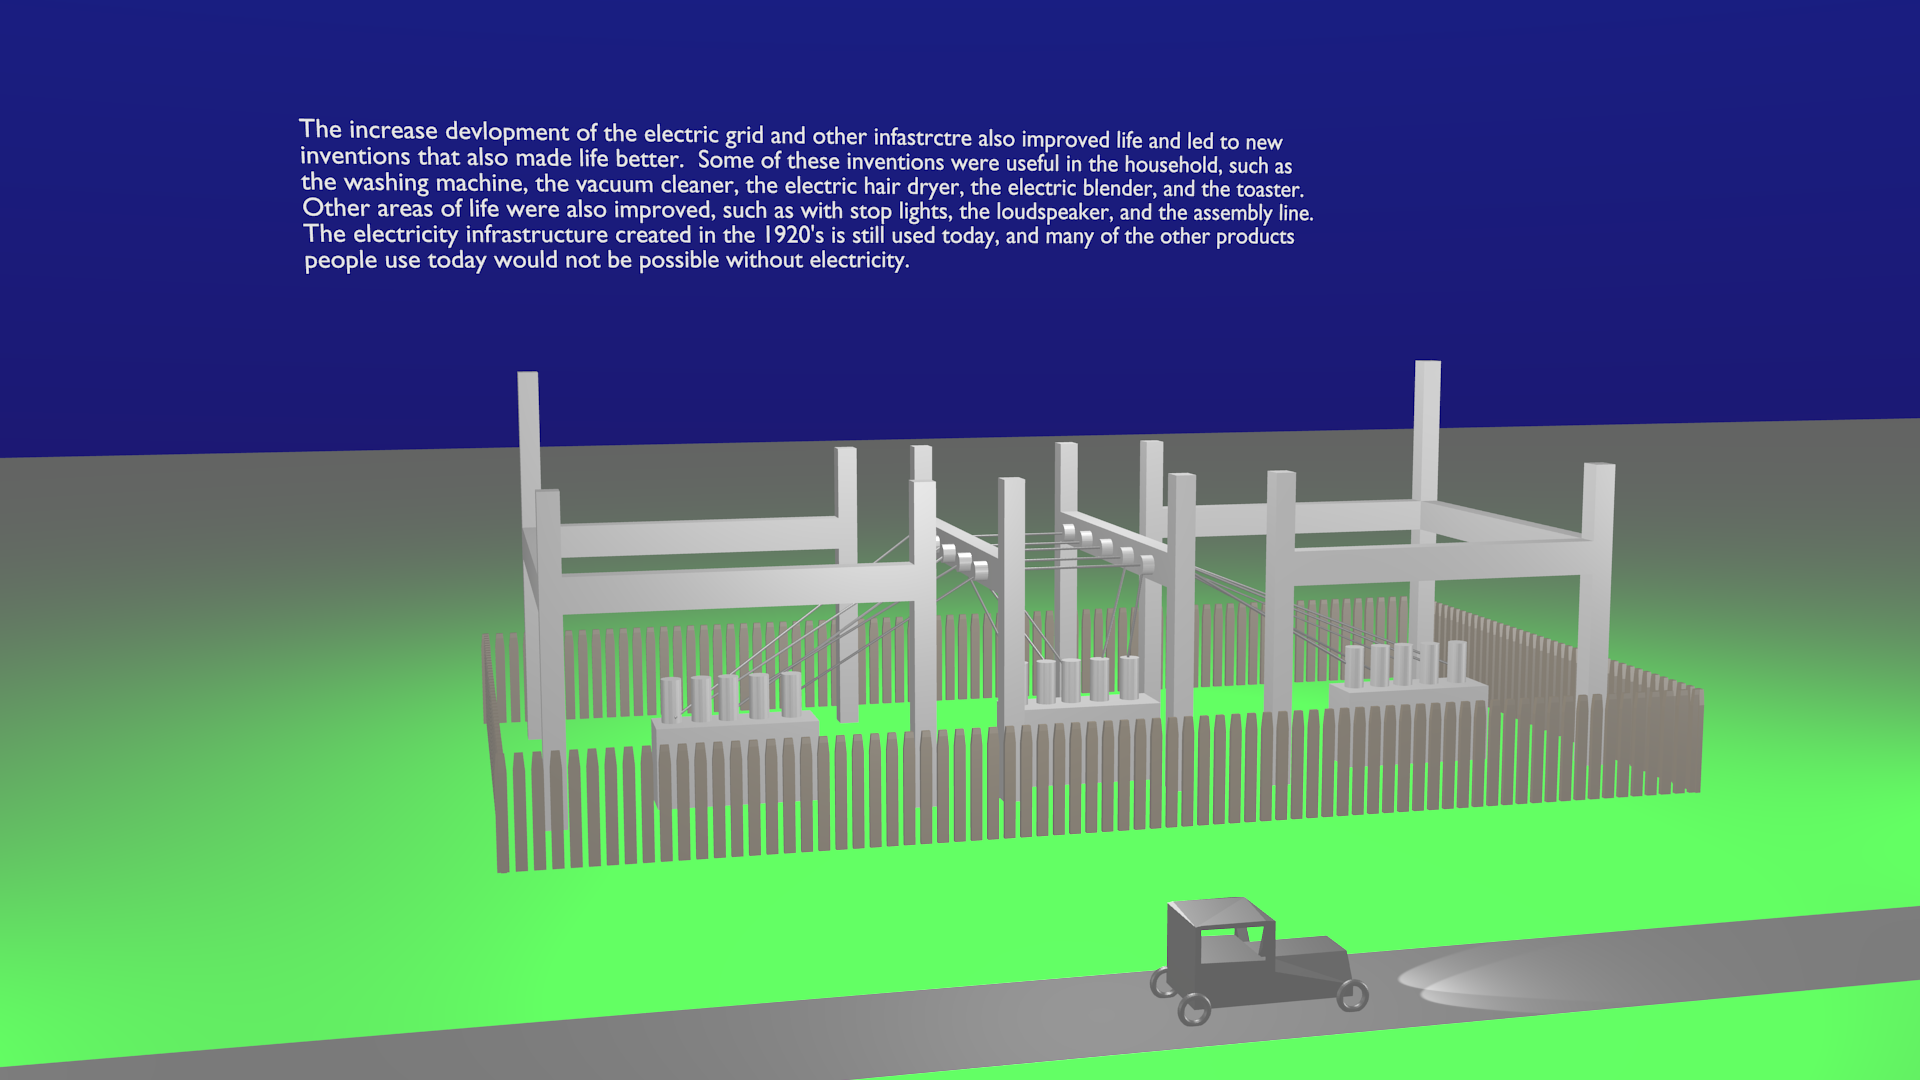 The increase devlopment of the electric grid and other infastrctre also improved life and led to new
inventions that also made life better.  Some of these inventions were useful in the household, such as
the washing machine, the vacuum cleaner, the electric hair dryer, the electric blender, and the toaster.
Other areas of life were also improved, such as with stop lights, the loudspeaker, and the assembly line.
The electricity infrastructure created in the 1920's is still used today, and many of the other products
people use today would not be possible without electricity.